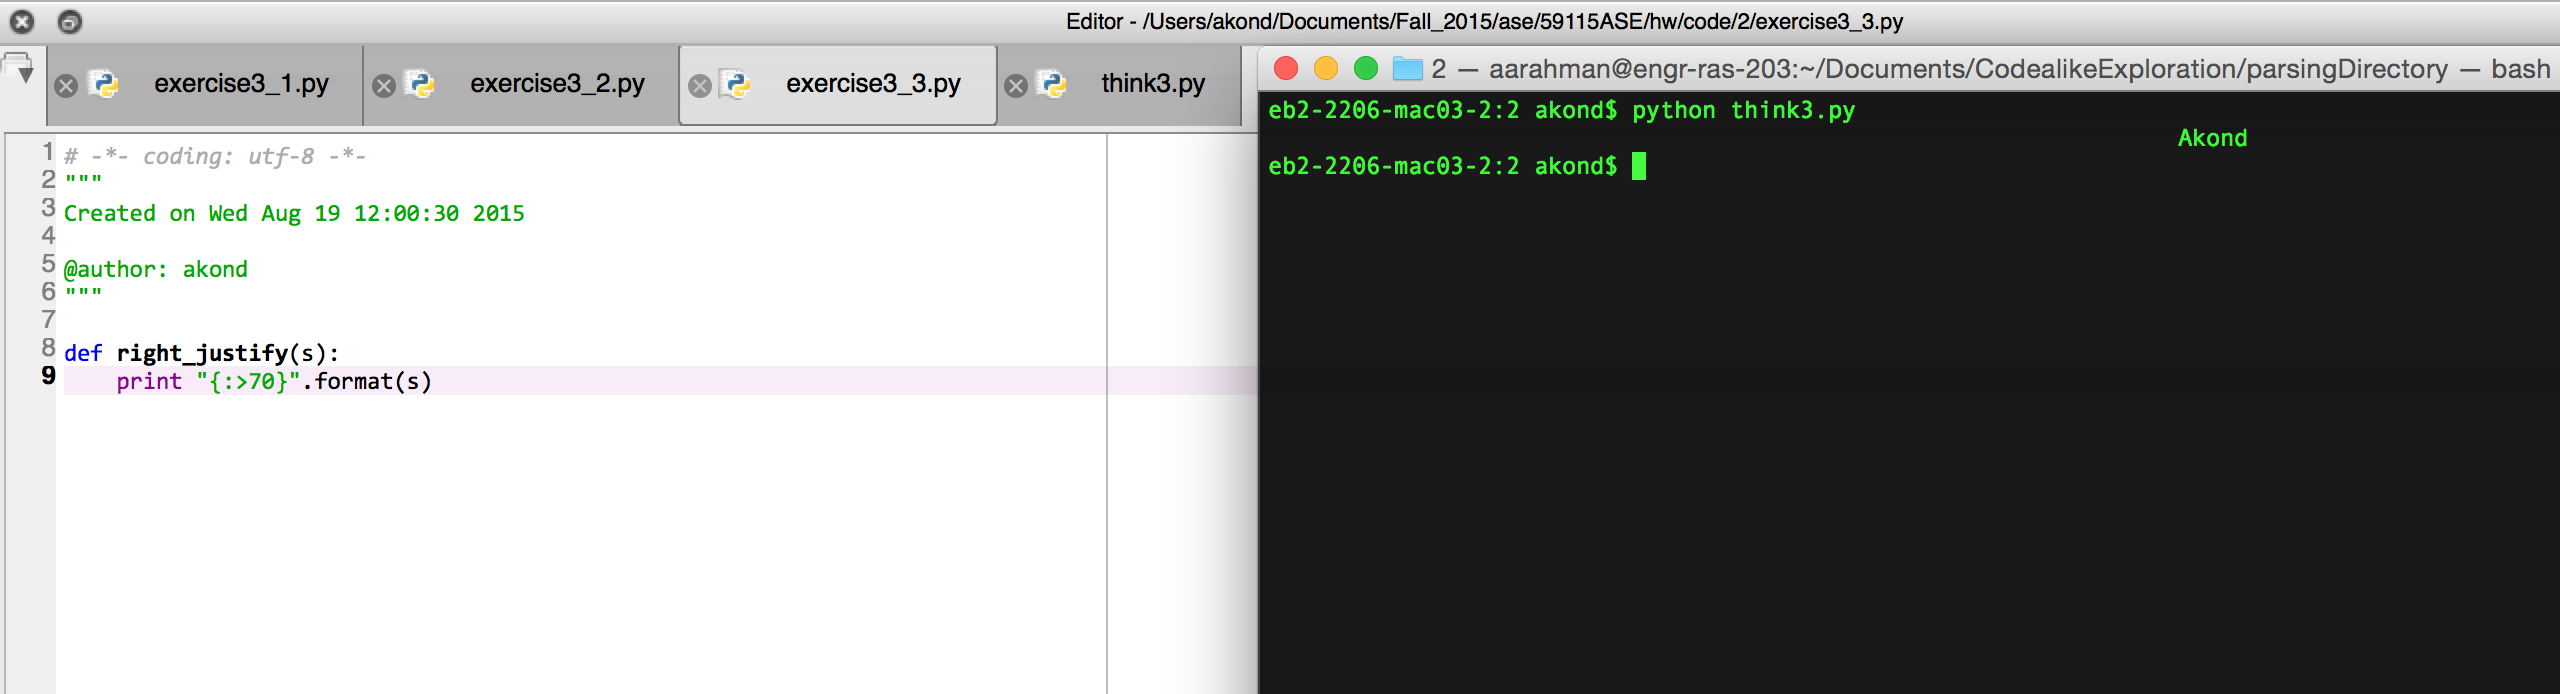 Editor - /Users/akond/Documents/Fall_2015/ase/59115ASE/hw/code/2/exercise3_3.py
exercise3_1.py
exercise3_2.py
exercise3_3.py
think3.py
1 # -*- coding: utf-8 -*-
2 """
3 Created on Wed Aug 19 12:00:30 2015
4
5 @author: akond
6 """
7
8 def right_justify(s):
9     print "{:>70}".format(s)
2 — aarahman@engr-ras-203:~/Documents/CodealikeExploration/parsingDirectory — bash
eb2-2206-mac03-2:2 akond$ python think3.py
Akond
eb2-2206-mac03-2:2 akond$